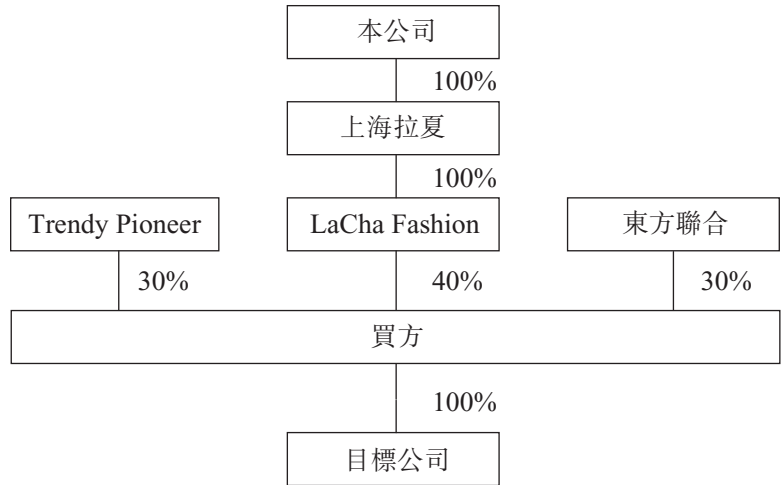 本公司
100%
上海拉夏
100%
Trendy Pioneer
LaCha Fashion
東方聯合
30%
40%
30%
買方
100%
目標公司